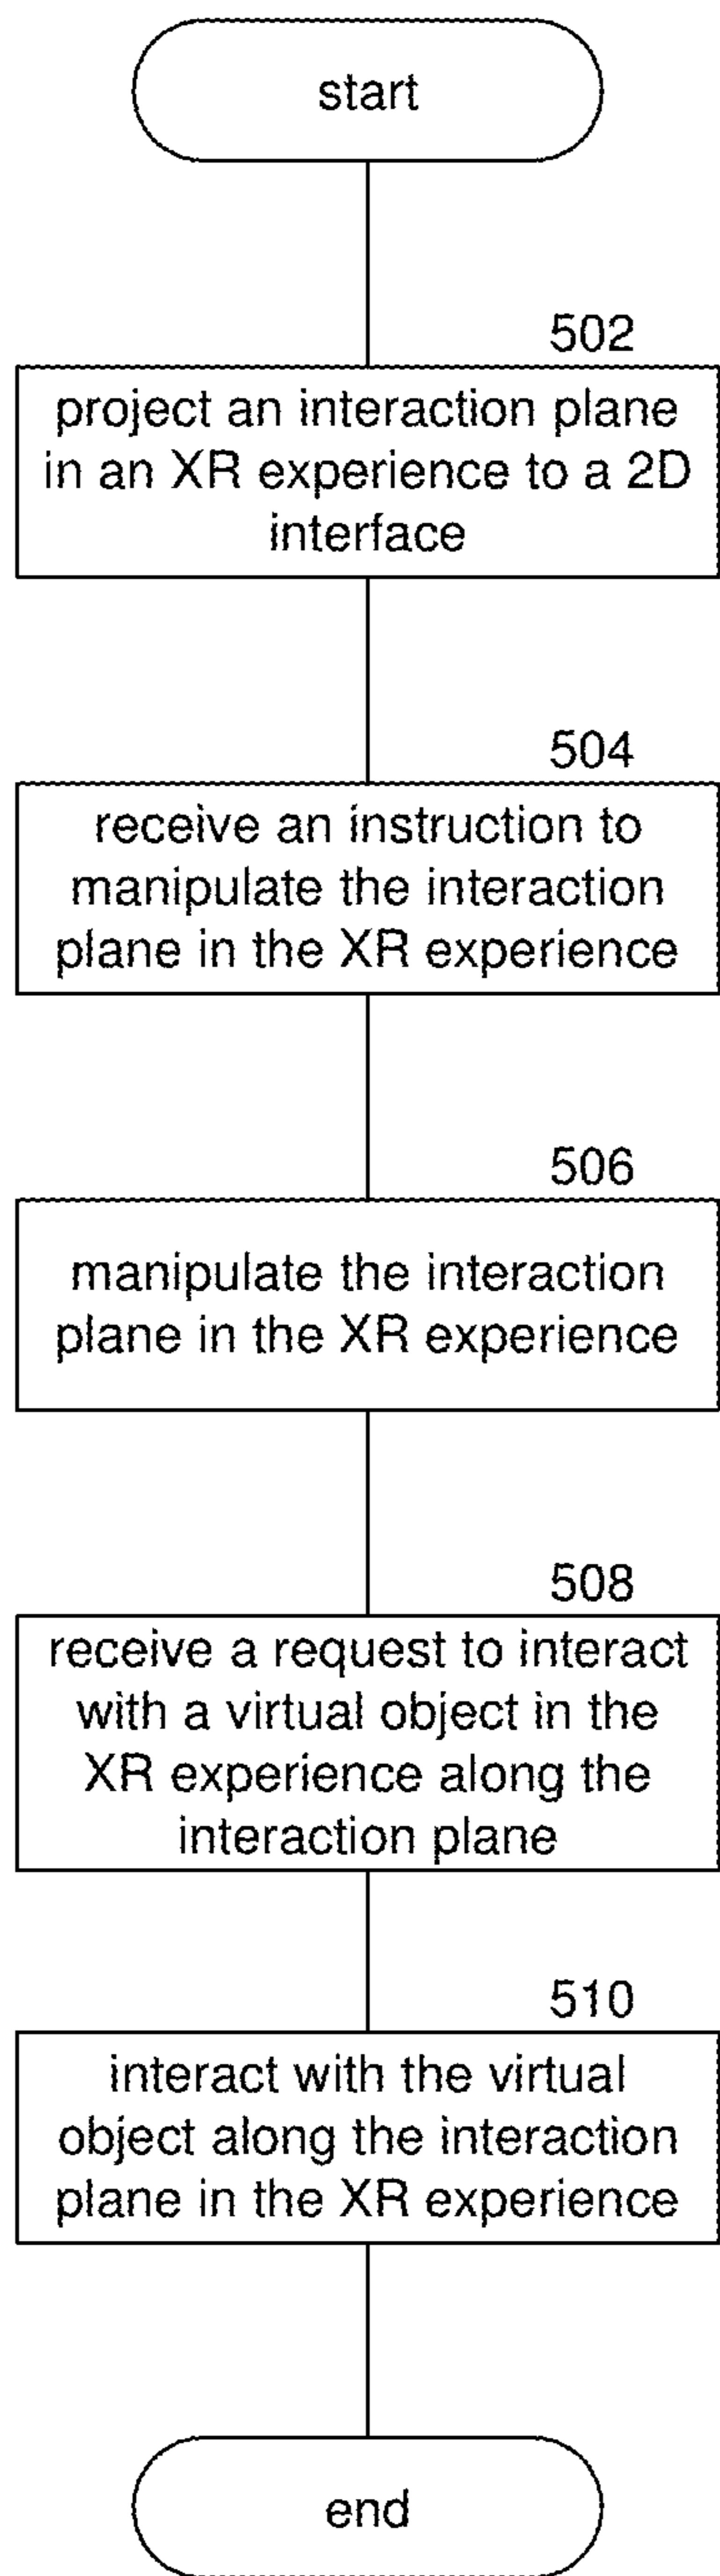 start
502
project an interaction plane
in an XR experience to a 2D
interface
504
receive an instruction to
manipulate the interaction
plane in the XR experience
506
manipulate the interaction
plane in the XR experience
508
receive a request to interact
with a virtual object in the
XR experience along the
interaction plane
510
interact with the virtual
object along the interaction
plane in the XR experience
end